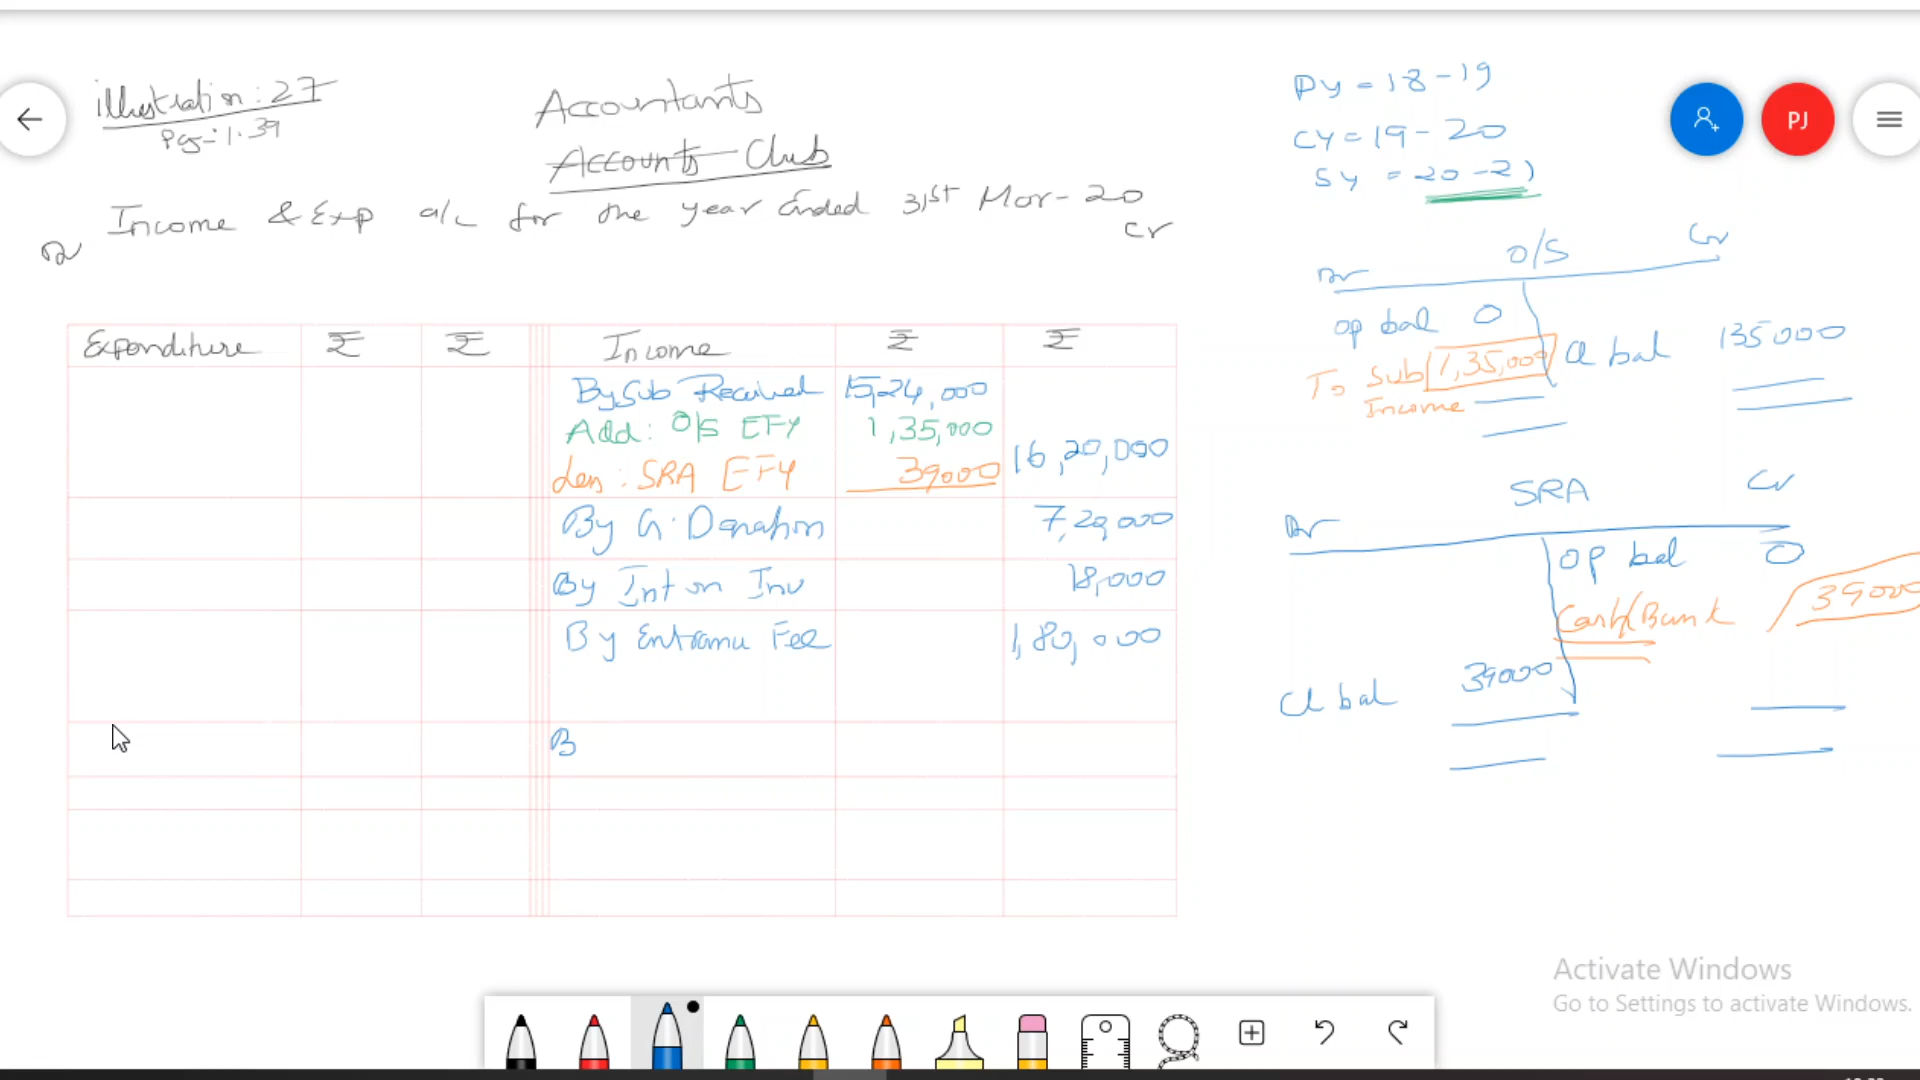 illustration : 27
Pg-: 1.39
Accountants
Accounts Club
Income & Exp a/c for the year Ended 31st Mar-20
Dr
Cr
Expenditure ₹ ₹ Income ₹ ₹
By Sub Received 15,24,000
Add: O/S EFY 1,35,000
Less : SRA EFY 39000 16,20,000
By G. Donation 7,20,000
By Int on Inv 18,000
By Entrance Fee 1,80,000
B
PY = 18-19
CY = 19-20
SY = 20-21
Dr O/S Cr
op bal 0
To Sub 1,35,000 Cl bal 135000
Income
Dr SRA Cr
op bal 0
Cash/Bank 39000
Cl bal 39000
PJ
Activate Windows
Go to Settings to activate Windows.